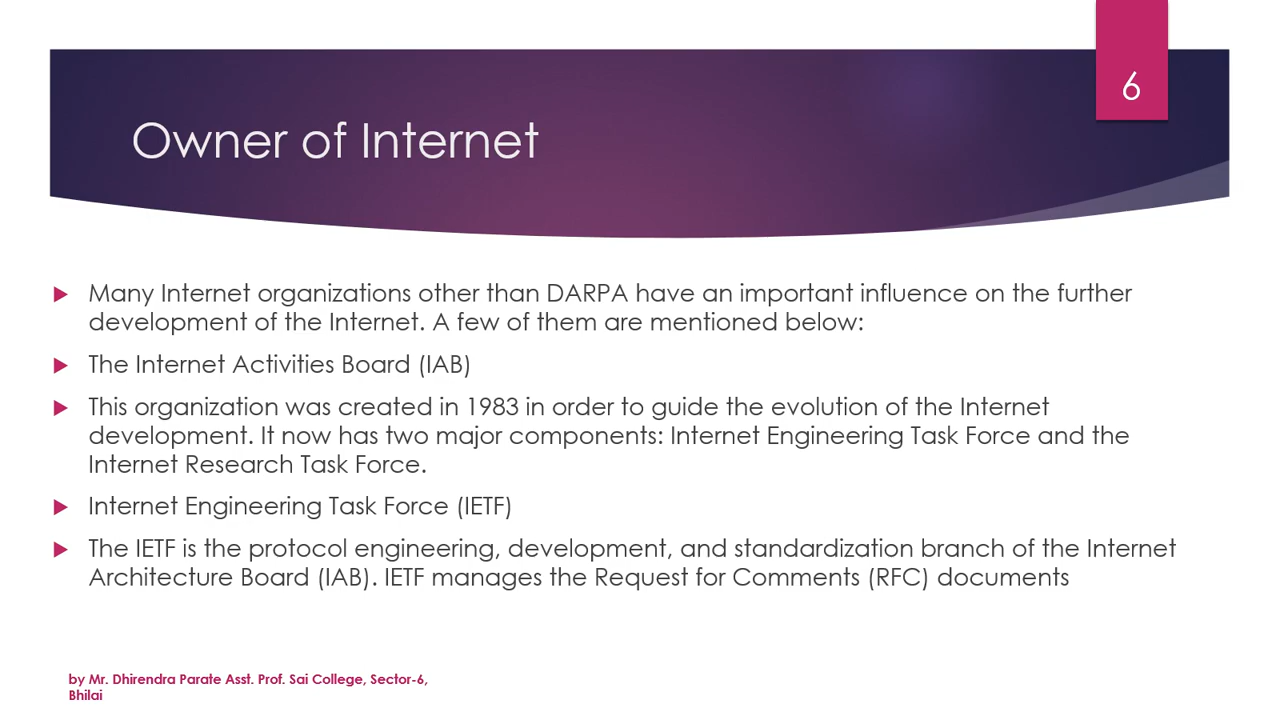 6
Owner of Internet
Many Internet organizations other than DARPA have an important influence on the further
development of the Internet. A few of them are mentioned below:
The Internet Activities Board (IAB)
This organization was created in 1983 in order to guide the evolution of the Internet
development. It now has two major components: Internet Engineering Task Force and the
Internet Research Task Force.
Internet Engineering Task Force (IETF)
The IETF is the protocol engineering, development, and standardization branch of the Internet
Architecture Board (IAB). IETF manages the Request for Comments (RFC) documents
by Mr. Dhirendra Parate Asst. Prof. Sai College, Sector-6,
Bhilai